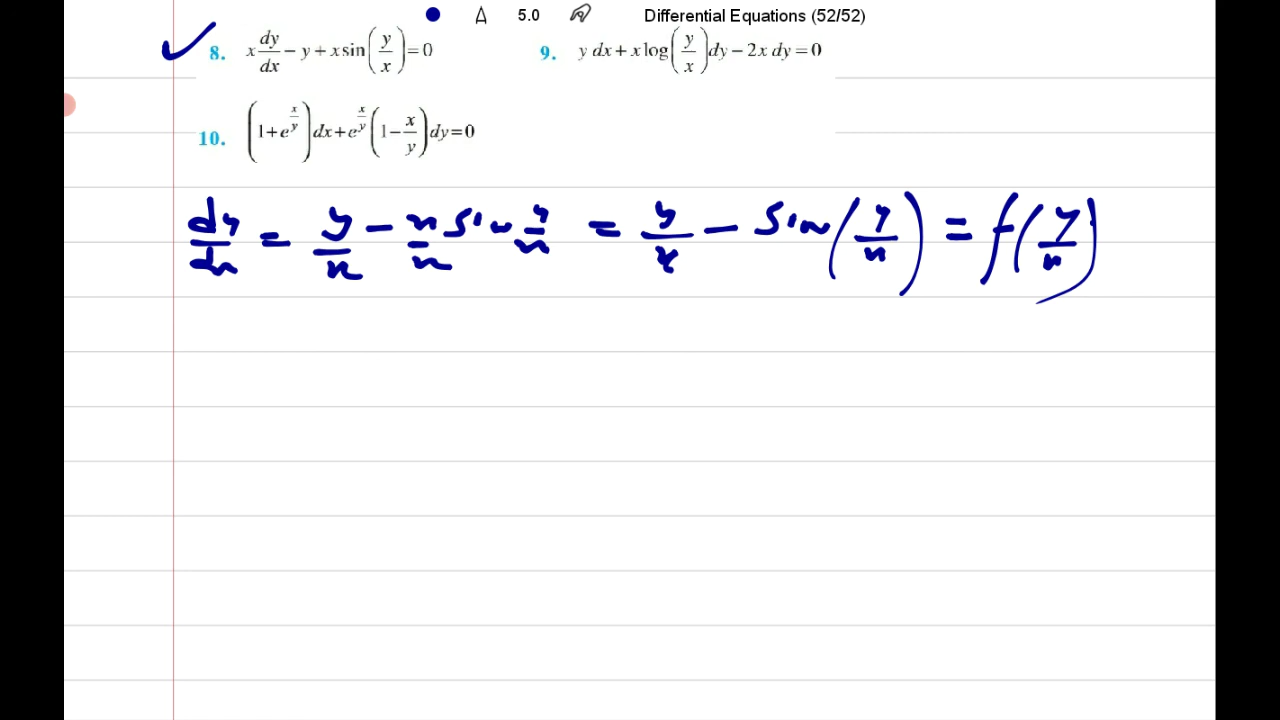 5.0 Differential Equations (52/52)
8. x dy/dx − y + x sin(y/x) = 0 9. y dx + x log(y/x) dy − 2x dy = 0
10. (1 + e^(x/y)) dx + e^(x/y) (1 − x/y) dy = 0
dy/dx = y/x − x/x sin y/x = y/x − sin(y/x) = f(y/x)